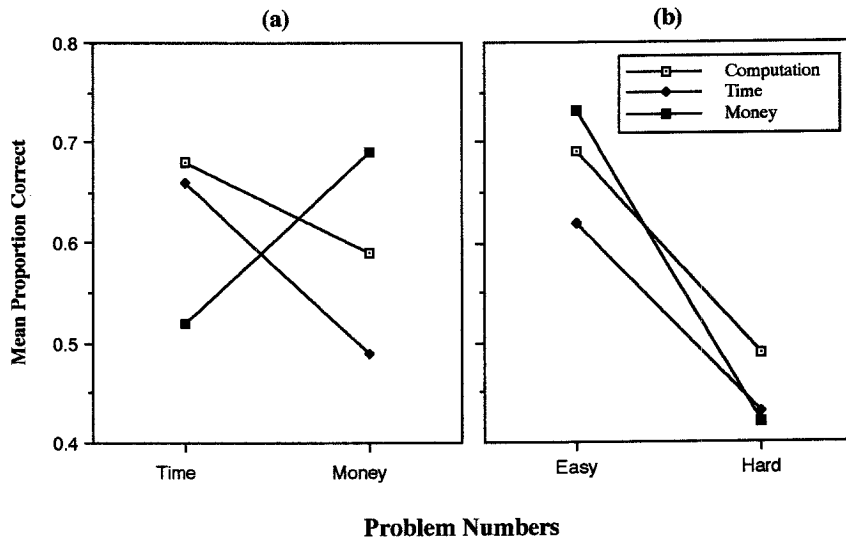 (a)
(b)
0.8
0.7
0.6
0.5
0.4
Mean Proportion Correct
Computation
Time
Money
Time
Money
Easy
Hard
Problem Numbers